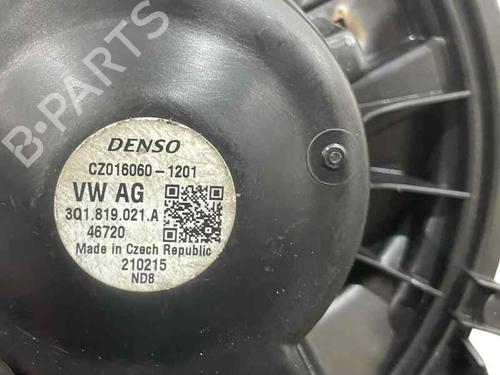 B-PARTS
DENSO
CZ016060-1201
VW AG
3Q1.819.021.A
46720
Made in Czech Republic
210215
ND8